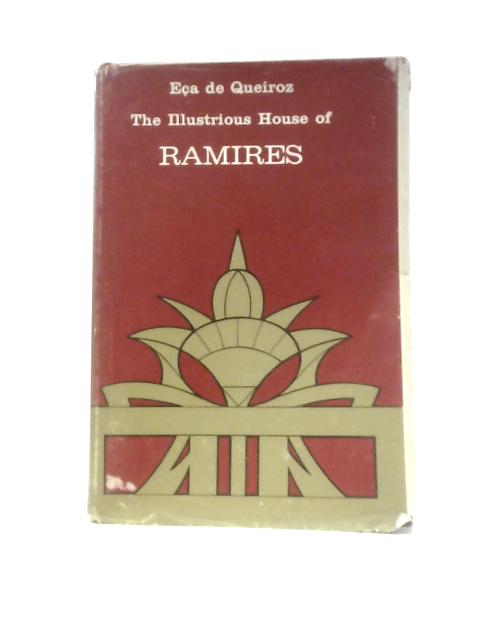 Eça de Queiroz
The Illustrious House of
RAMIRES